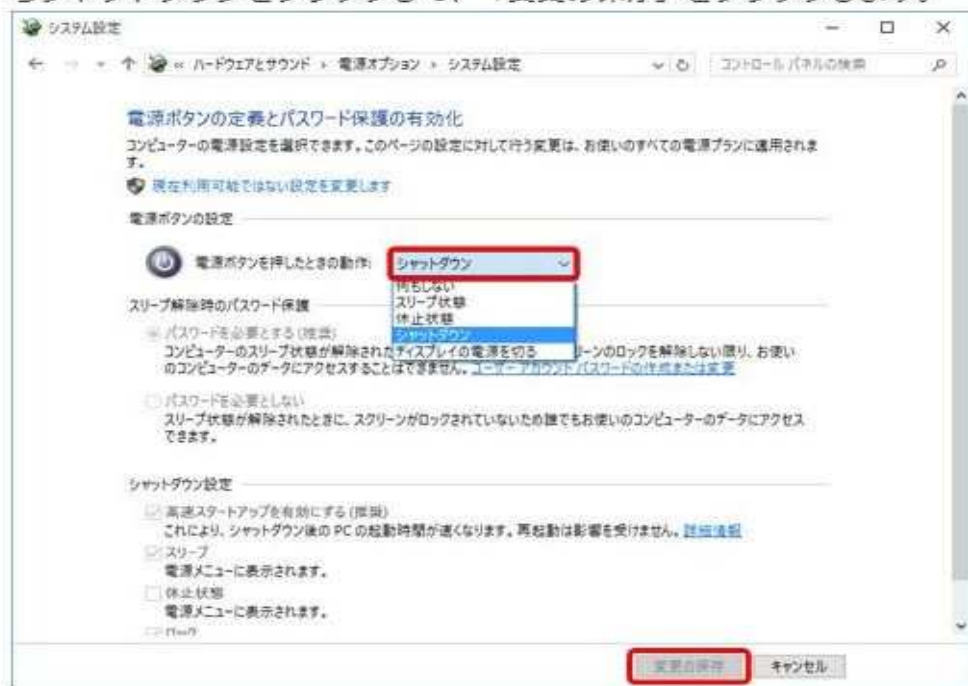 システム設定
ハードウェアとサウンド › 電源オプション › システム設定
コントロール パネルの検索
電源ボタンの定義とパスワード保護の有効化
コンピューターの電源設定を選択できます。このページの設定に対して行う変更は、お使いのすべての電源プランに適用されま
す。
現在利用可能ではない設定を変更します
電源ボタンの設定
電源ボタンを押したときの動作: シャットダウン
何もしない
スリープ状態
休止状態
シャットダウン
ディスプレイの電源を切る
スリープ解除時のパスワード保護
パスワードを必要とする (推奨)
コンピューターのスリープ状態が解除された ーンのロックを解除しない限り、お使い
のコンピューターのデータにアクセスすることはできません。ユーザー アカウント パスワードの作成または変更
パスワードを必要としない
スリープ状態が解除されたときに、スクリーンがロックされていないため誰でもお使いのコンピューターのデータにアクセス
できます。
シャットダウン設定
高速スタートアップを有効にする (推奨)
これにより、シャットダウン後の PC の起動時間が速くなります。再起動は影響を受けません。詳細情報
スリープ
電源メニューに表示されます。
休止状態
電源メニューに表示されます。
ロック
変更の保存 キャンセル